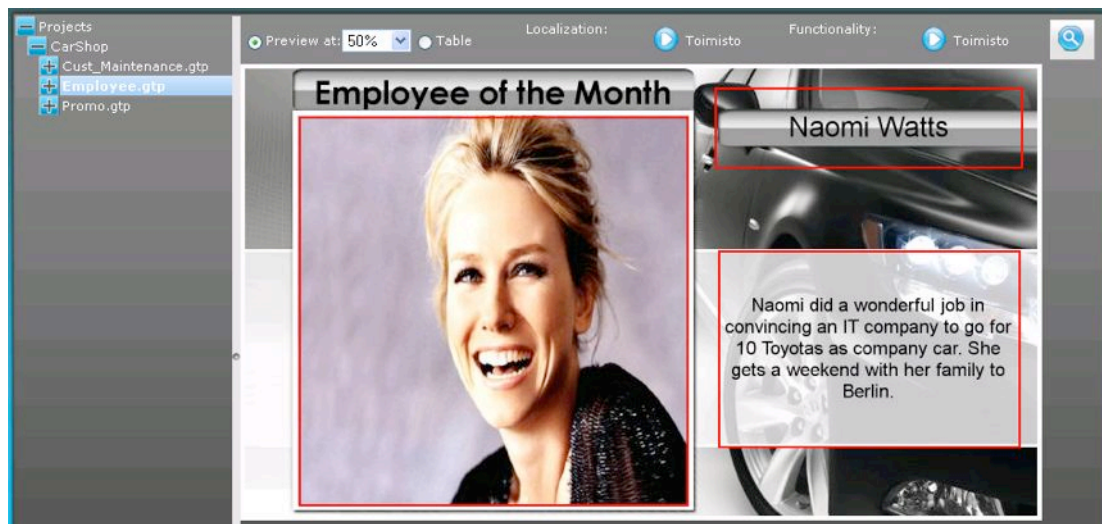 Projects
CarShop
Cust_Maintenance.gtp
Employee.gtp
Promo.gtp
Preview at: 50% Table
Localization:
Toimisto
Functionality:
Toimisto
Employee of the Month
Naomi Watts
Naomi did a wonderful job in
convincing an IT company to go for
10 Toyotas as company car. She
gets a weekend with her family to
Berlin.